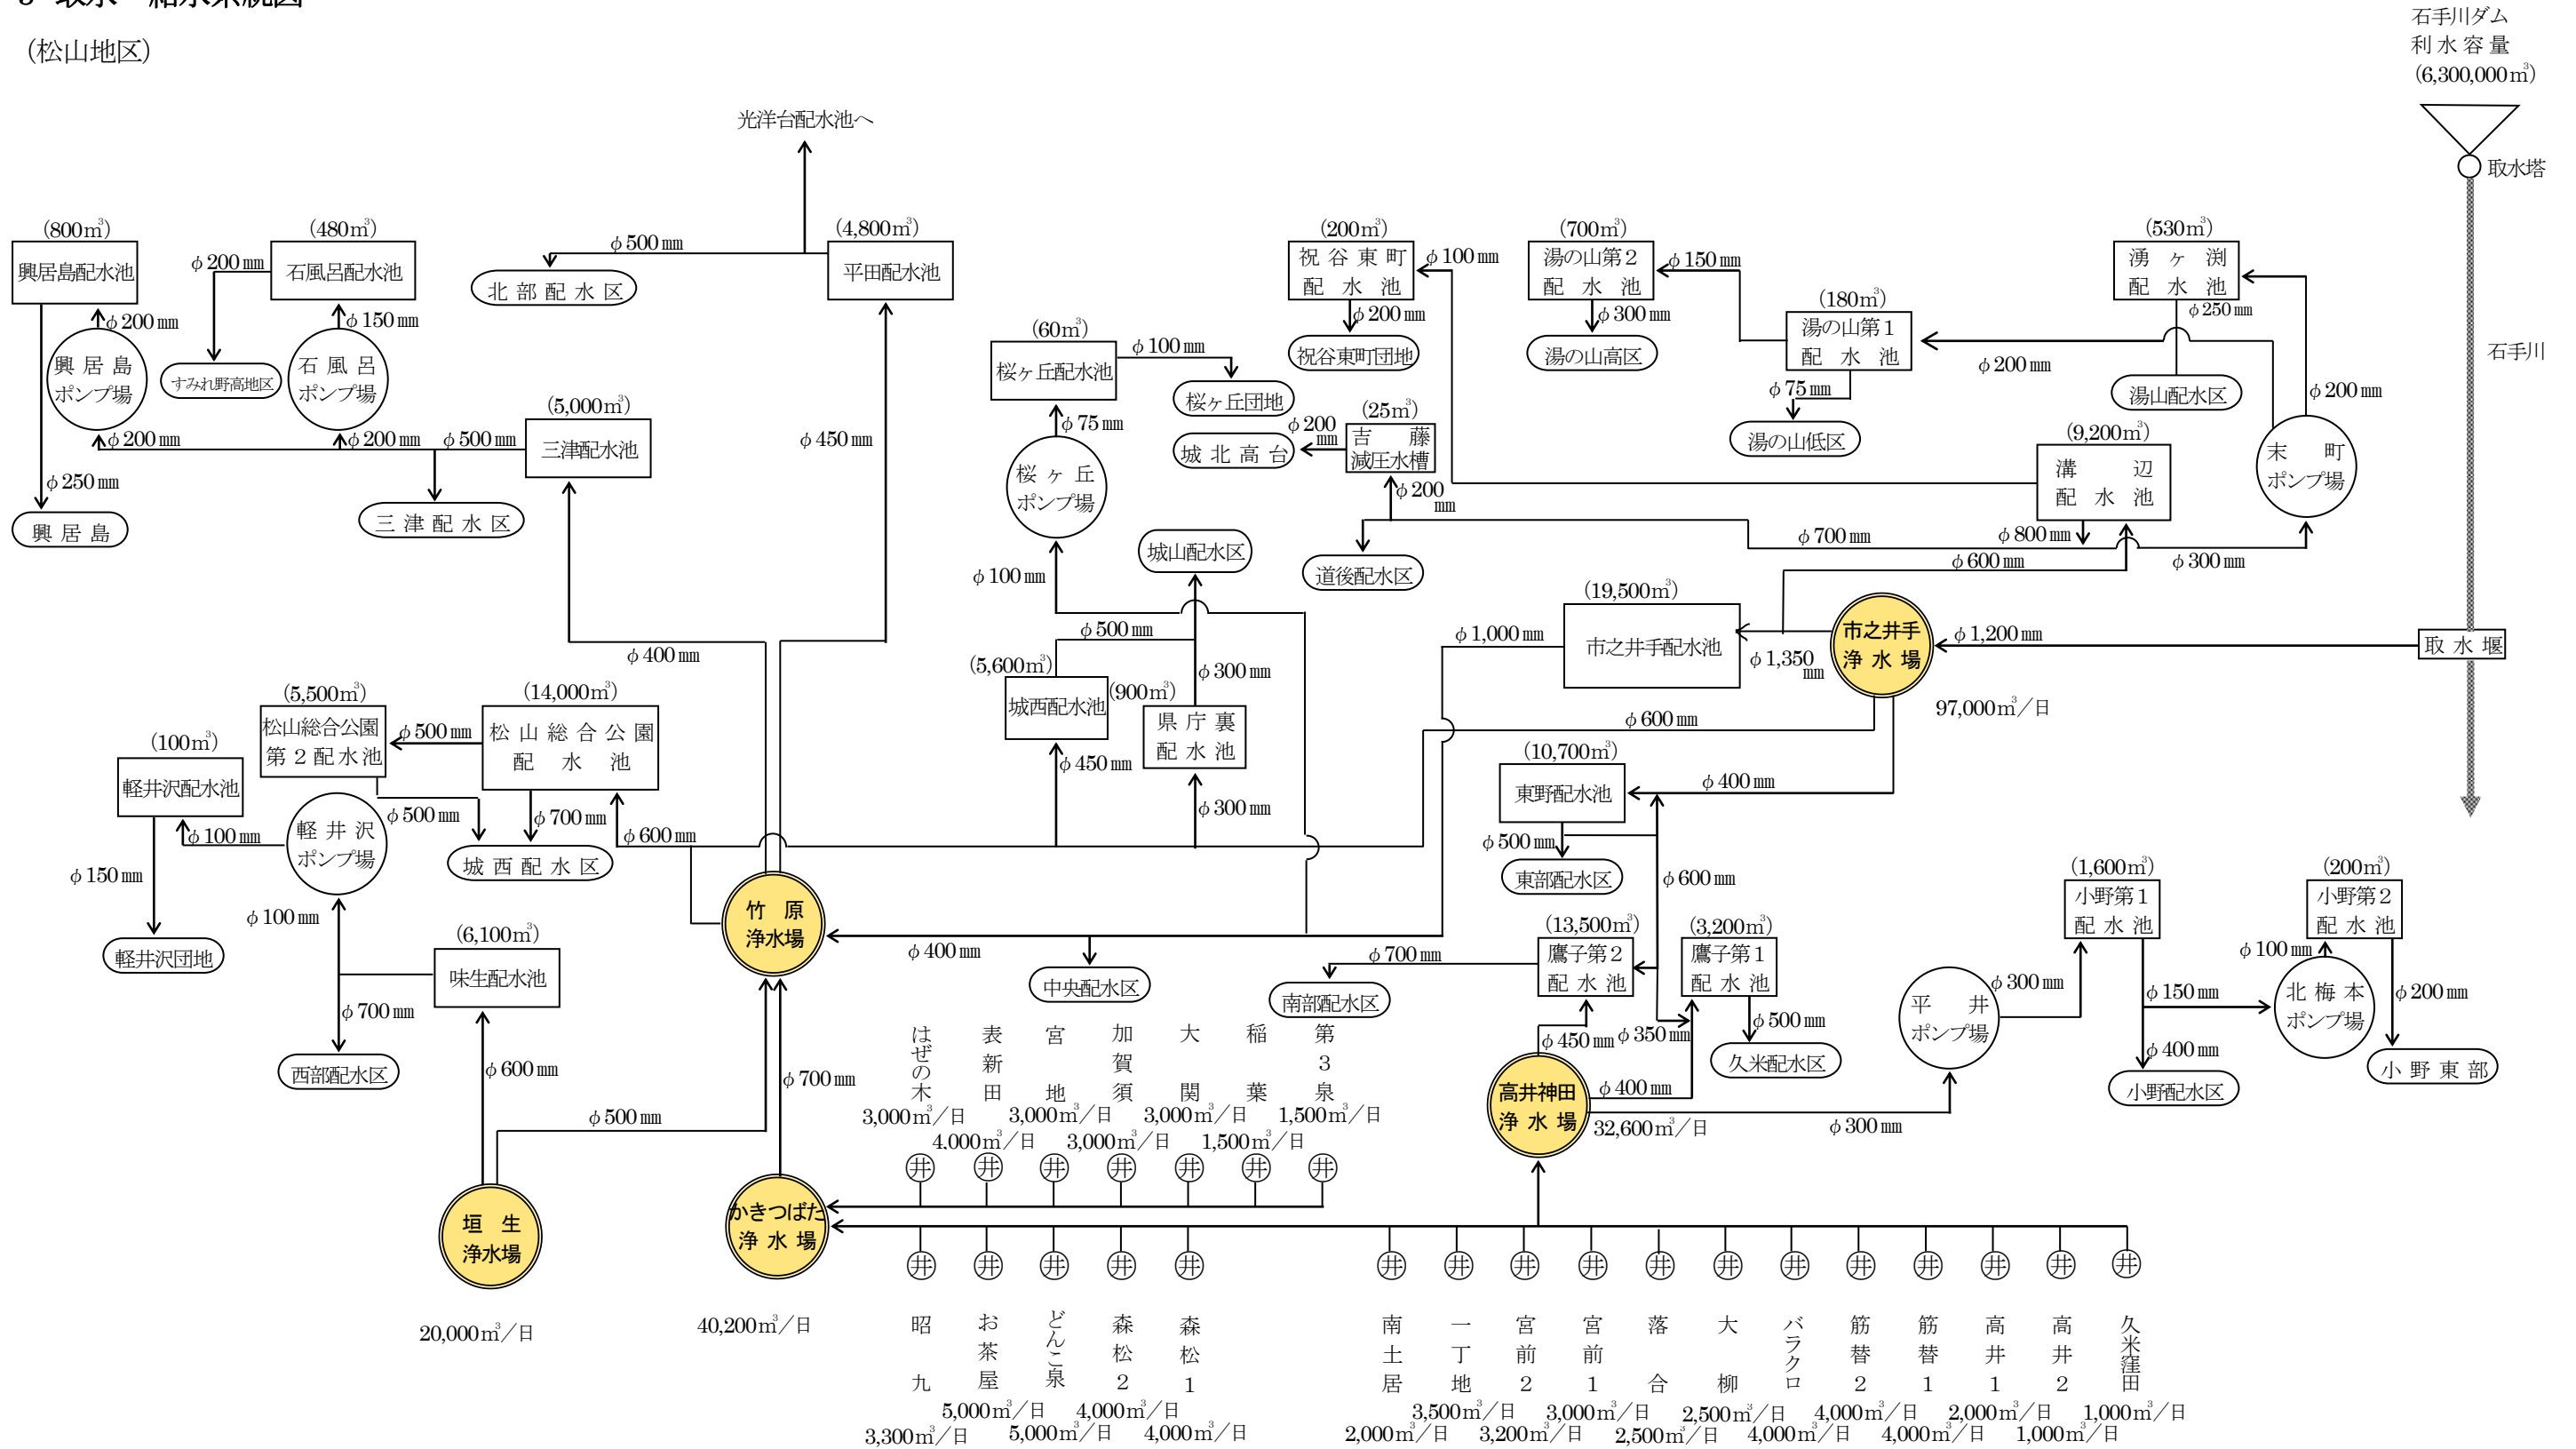 (松山地区)
石手川ダム
利水容量
(6,300,000㎥)
取水塔
石手川
取水堰
光洋台配水池へ
(800㎥)
興居島配水池
φ200㎜
興居島
ポンプ場
φ250㎜
興居島
(480㎥)
石風呂配水池
φ200㎜
すみれ野高地区
φ150㎜
石風呂
ポンプ場
φ200㎜
φ200㎜
φ500㎜
(5,000㎥)
三津配水池
三津配水区
φ500㎜
北部配水区
(4,800㎥)
平田配水池
φ450㎜
φ400㎜
(60㎥)
桜ヶ丘配水池
φ100㎜
桜ヶ丘団地
φ75㎜
桜ヶ丘
ポンプ場
φ100㎜
(200㎥)
祝谷東町
配水池
φ100㎜
φ200㎜
祝谷東町団地
(25㎥)
吉藤
減圧水槽
φ200
㎜
城北高台
φ200
㎜
道後配水区
(700㎥)
湯の山第2
配水池
φ150㎜
φ300㎜
湯の山高区
(180㎥)
湯の山第1
配水池
φ75㎜
湯の山低区
φ200㎜
(530㎥)
湧ヶ渕
配水池
φ250㎜
湯山配水区
φ200㎜
末町
ポンプ場
(9,200㎥)
溝辺
配水池
φ800㎜
φ700㎜
φ600㎜
φ300㎜
城山配水区
φ500㎜
(5,600㎥)
城西配水池
φ450㎜
(900㎥)
県庁裏
配水池
φ300㎜
φ300㎜
(19,500㎥)
市之井手配水池
φ1,000㎜
φ1,350
㎜
市之井手
浄水場
97,000㎥/日
φ1,200㎜
φ600㎜
φ400㎜
(5,500㎥)
松山総合公園
第2配水池
φ500㎜
(14,000㎥)
松山総合公園
配水池
φ500㎜
φ700㎜
φ600㎜
城西配水区
(100㎥)
軽井沢配水池
φ100㎜
軽井沢
ポンプ場
φ150㎜
軽井沢団地
φ100㎜
(6,100㎥)
味生配水池
φ700㎜
西部配水区
φ600㎜
φ500㎜
竹原
浄水場
φ400㎜
中央配水区
φ700㎜
(10,700㎥)
東野配水池
φ500㎜
東部配水区
φ600㎜
(13,500㎥)
鷹子第2
配水池
φ700㎜
南部配水区
(3,200㎥)
鷹子第1
配水池
φ500㎜
久米配水区
φ450㎜
φ350㎜
φ400㎜
高井神田
浄水場
32,600㎥/日
φ300㎜
平井
ポンプ場
φ300㎜
(1,600㎥)
小野第1
配水池
φ150㎜
φ400㎜
小野配水区
(200㎥)
小野第2
配水池
φ100㎜
北梅本
ポンプ場
φ200㎜
小野東部
垣生
浄水場
20,000㎥/日
かきつばた
浄水場
40,200㎥/日
はぜの木
3,000㎥/日
井
表新田
4,000㎥/日
井
宮地
3,000㎥/日
井
加賀須
3,000㎥/日
井
大関
3,000㎥/日
井
稲葉
1,500㎥/日
井
第3泉
1,500㎥/日
井
井
昭九
3,300㎥/日
井
お茶屋
5,000㎥/日
井
どんこ泉
5,000㎥/日
井
森松2
4,000㎥/日
井
森松1
4,000㎥/日
井
南土居
2,000㎥/日
井
一丁地
3,500㎥/日
井
宮前2
3,200㎥/日
井
宮前1
3,000㎥/日
井
落合
2,500㎥/日
井
大柳
2,500㎥/日
井
バラクロ
4,000㎥/日
井
筋替2
4,000㎥/日
井
筋替1
4,000㎥/日
井
高井1
2,000㎥/日
井
高井2
1,000㎥/日
井
久米窪田
1,000㎥/日